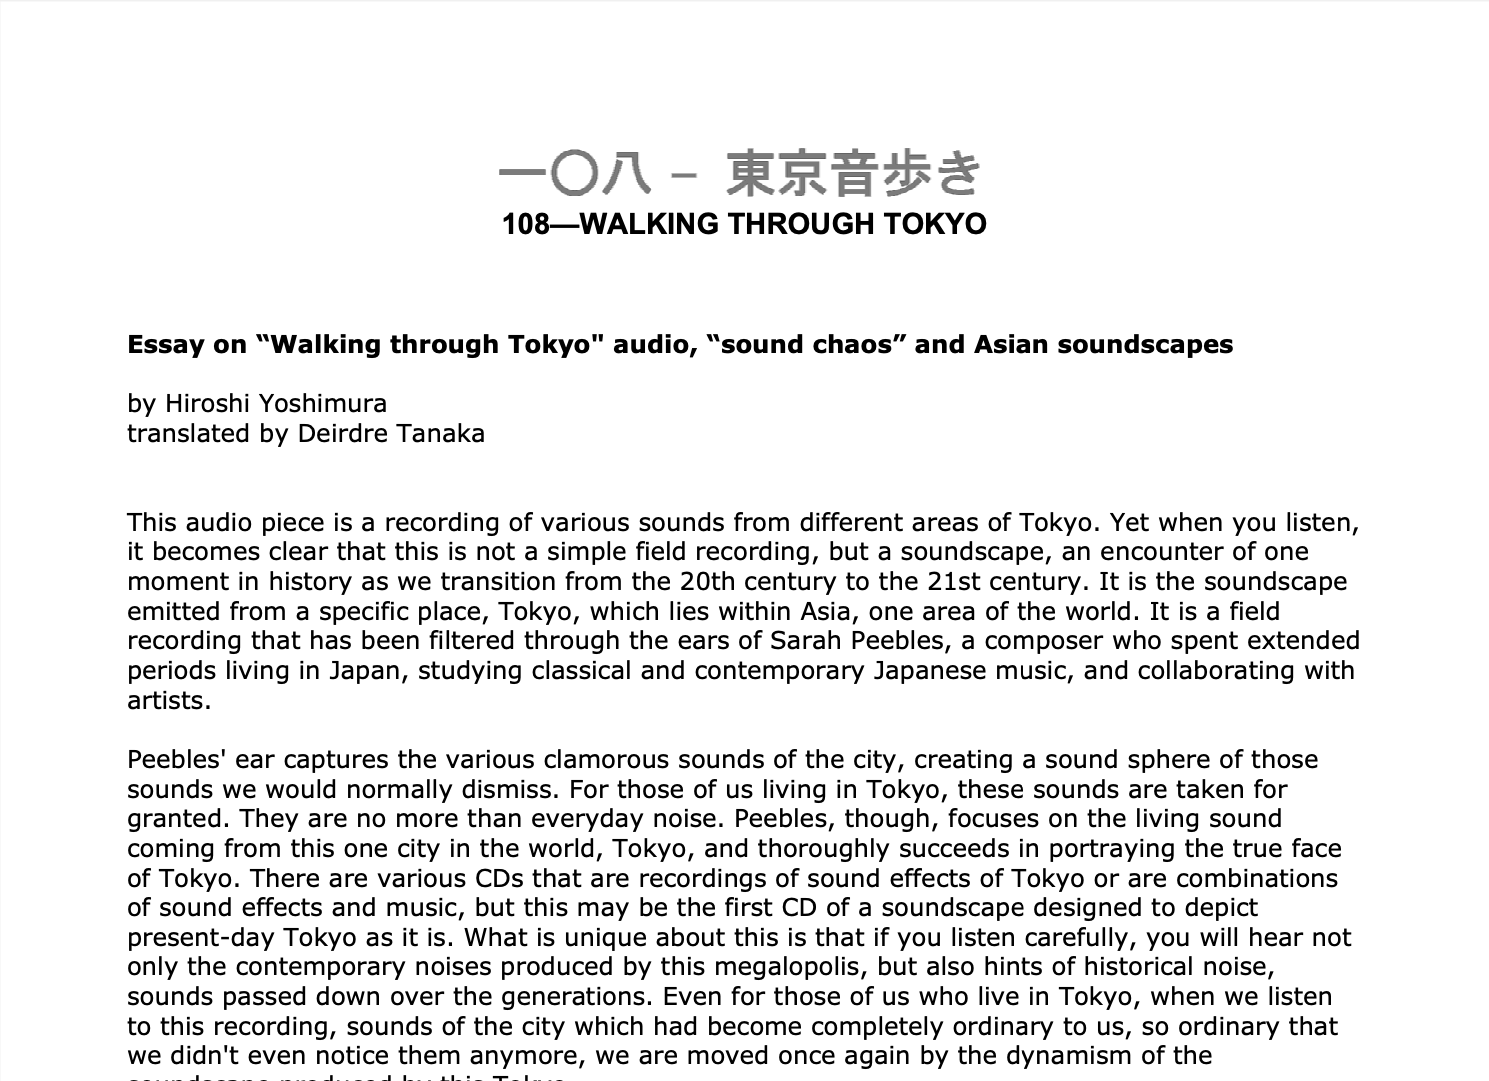 一〇八 – 東京音歩き
108—WALKING THROUGH TOKYO
Essay on “Walking through Tokyo" audio, “sound chaos” and Asian soundscapes
by Hiroshi Yoshimura
translated by Deirdre Tanaka
This audio piece is a recording of various sounds from different areas of Tokyo. Yet when you listen,
it becomes clear that this is not a simple field recording, but a soundscape, an encounter of one
moment in history as we transition from the 20th century to the 21st century. It is the soundscape
emitted from a specific place, Tokyo, which lies within Asia, one area of the world. It is a field
recording that has been filtered through the ears of Sarah Peebles, a composer who spent extended
periods living in Japan, studying classical and contemporary Japanese music, and collaborating with
artists.
Peebles' ear captures the various clamorous sounds of the city, creating a sound sphere of those
sounds we would normally dismiss. For those of us living in Tokyo, these sounds are taken for
granted. They are no more than everyday noise. Peebles, though, focuses on the living sound
coming from this one city in the world, Tokyo, and thoroughly succeeds in portraying the true face
of Tokyo. There are various CDs that are recordings of sound effects of Tokyo or are combinations
of sound effects and music, but this may be the first CD of a soundscape designed to depict
present-day Tokyo as it is. What is unique about this is that if you listen carefully, you will hear not
only the contemporary noises produced by this megalopolis, but also hints of historical noise,
sounds passed down over the generations. Even for those of us who live in Tokyo, when we listen
to this recording, sounds of the city which had become completely ordinary to us, so ordinary that
we didn't even notice them anymore, we are moved once again by the dynamism of the
soundscape produced by this Tokyo.